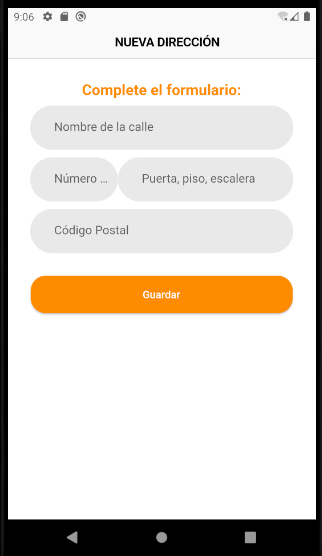 9:06
NUEVA DIRECCIÓN
Complete el formulario:
Nombre de la calle
Número ... Puerta, piso, escalera
Código Postal
Guardar